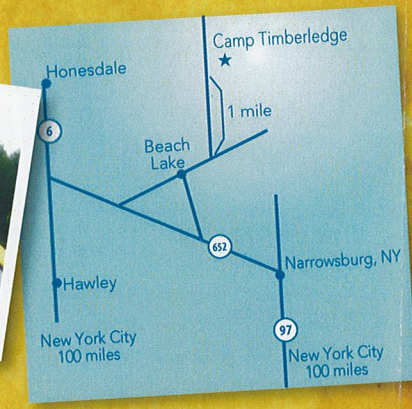 Camp Timberledge
Honesdale
1 mile
6
Beach
Lake
652
Narrowsburg, NY
Hawley
97
New York City
100 miles
New York City
100 miles